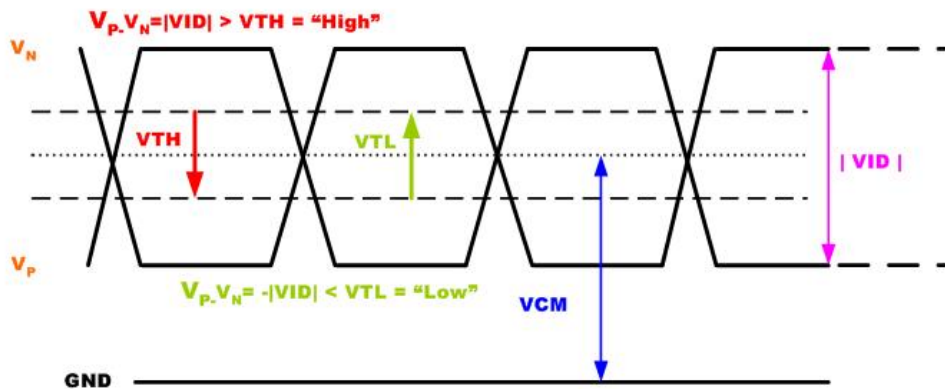 VP-VN=|VID| > VTH = “High”
VN
VTH
VTL
| VID |
VP
VP-VN= -|VID| < VTL = “Low”
VCM
GND